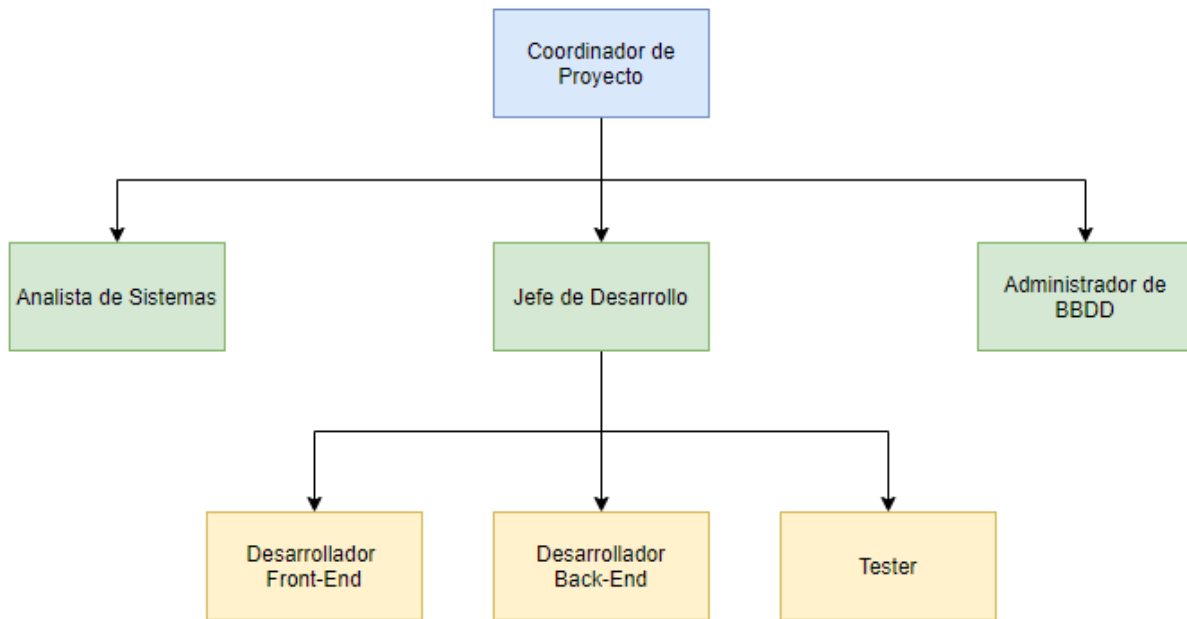 Coordinador de
Proyecto
Analista de Sistemas
Jefe de Desarrollo
Administrador de
BBDD
Desarrollador
Front-End
Desarrollador
Back-End
Tester